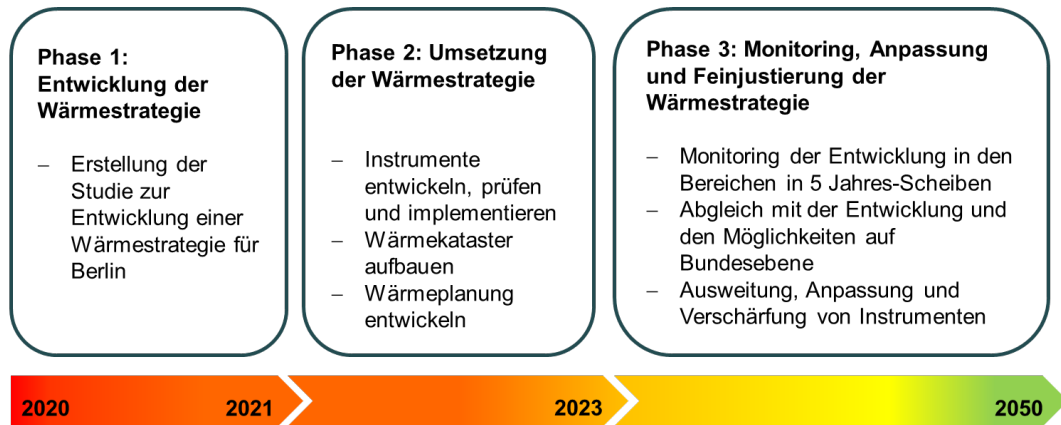 Phase 1:
Entwicklung der
Wärmestrategie
– Erstellung der
Studie zur
Entwicklung einer
Wärmestrategie für
Berlin
Phase 2: Umsetzung
der Wärmestrategie
– Instrumente
entwickeln, prüfen
und implementieren
– Wärmekataster
aufbauen
– Wärmeplanung
entwickeln
Phase 3: Monitoring, Anpassung
und Feinjustierung der
Wärmestrategie
– Monitoring der Entwicklung in den
Bereichen in 5 Jahres-Scheiben
– Abgleich mit der Entwicklung und
den Möglichkeiten auf
Bundesebene
– Ausweitung, Anpassung und
Verschärfung von Instrumenten
2020 2021 2023 2050